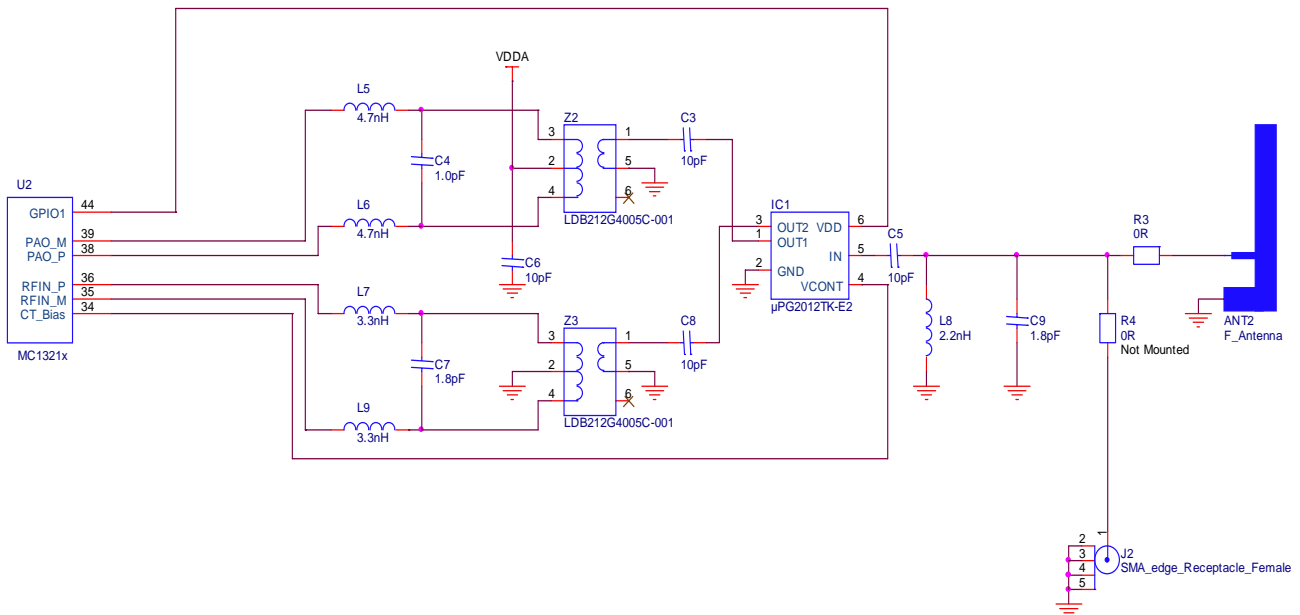 VDDA
L5
4.7nH
C4
1.0pF
L6
4.7nH
Z2
3
2
4
1
5
6
LDB212G4005C-001
C3
10pF
C6
10pF
U2
GPIO1
44
PAO_M
39
PAO_P
38
RFIN_P
36
RFIN_M
35
CT_Bias
34
MC1321x
L7
3.3nH
C7
1.8pF
L9
3.3nH
Z3
3
2
4
1
5
6
LDB212G4005C-001
C8
10pF
IC1
3
OUT2
VDD
6
1
OUT1
IN
5
2
GND
VCONT
4
µPG2012TK-E2
C5
10pF
L8
2.2nH
C9
1.8pF
R3
0R
R4
0R
Not Mounted
ANT2
F_Antenna
1
2
3
4
5
J2
SMA_edge_Receptacle_Female